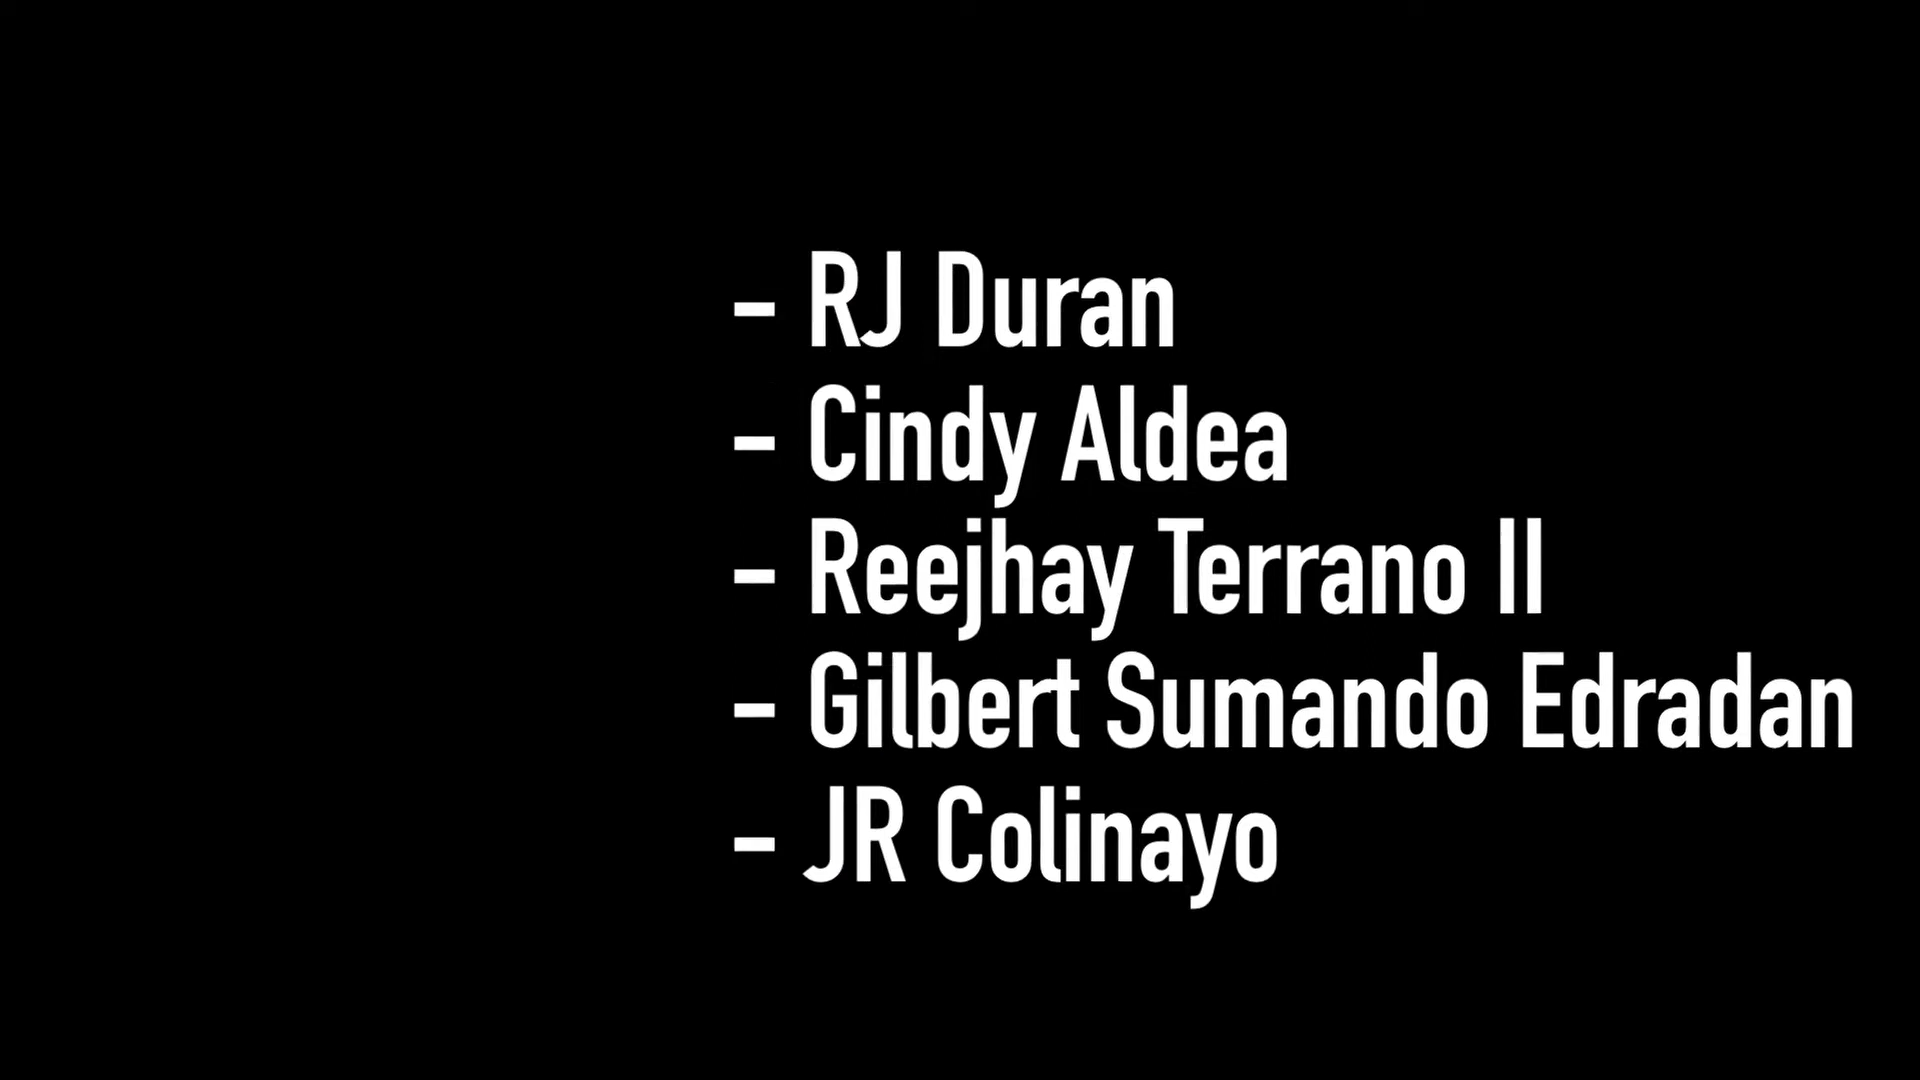 - RJ Duran
- Cindy Aldea
- Reejhay Terrano II
- Gilbert Sumando Edradan
- JR Colinayo